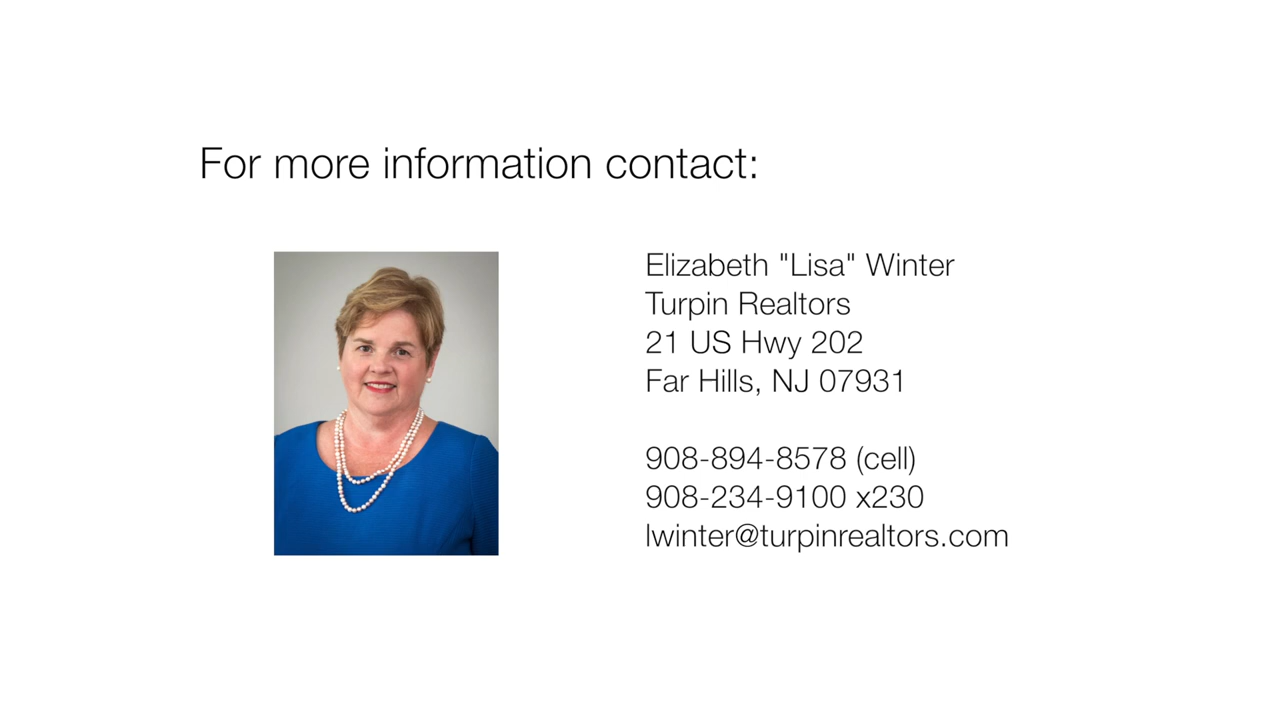 For more information contact:
Elizabeth "Lisa" Winter
Turpin Realtors
21 US Hwy 202
Far Hills, NJ 07931
908-894-8578 (cell)
908-234-9100 x230
lwinter@turpinrealtors.com